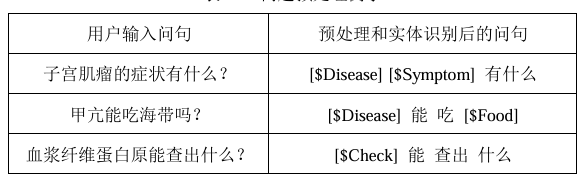 用户输入问句 预处理和实体识别后的问句
子宫肌瘤的症状有什么？ [$Disease] [$Symptom] 有什么
甲亢能吃海带吗？ [$Disease] 能 吃 [$Food]
血浆纤维蛋白原能查出什么？ [$Check] 能 查出 什么